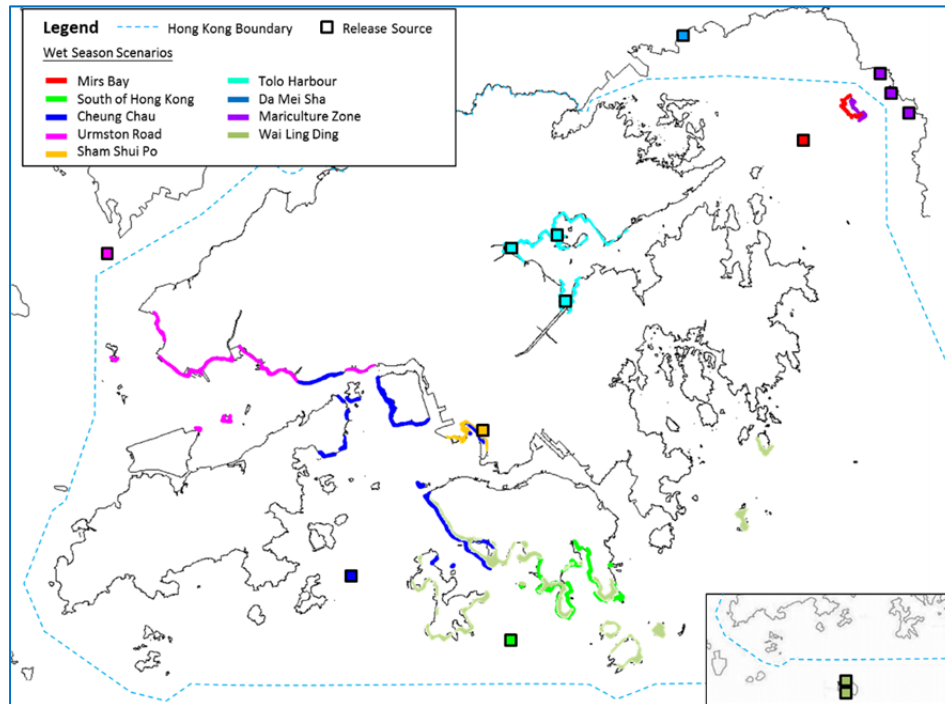 Legend
Hong Kong Boundary
Release Source
Wet Season Scenarios
Mirs Bay
South of Hong Kong
Cheung Chau
Urmston Road
Sham Shui Po
Tolo Harbour
Da Mei Sha
Mariculture Zone
Wai Ling Ding